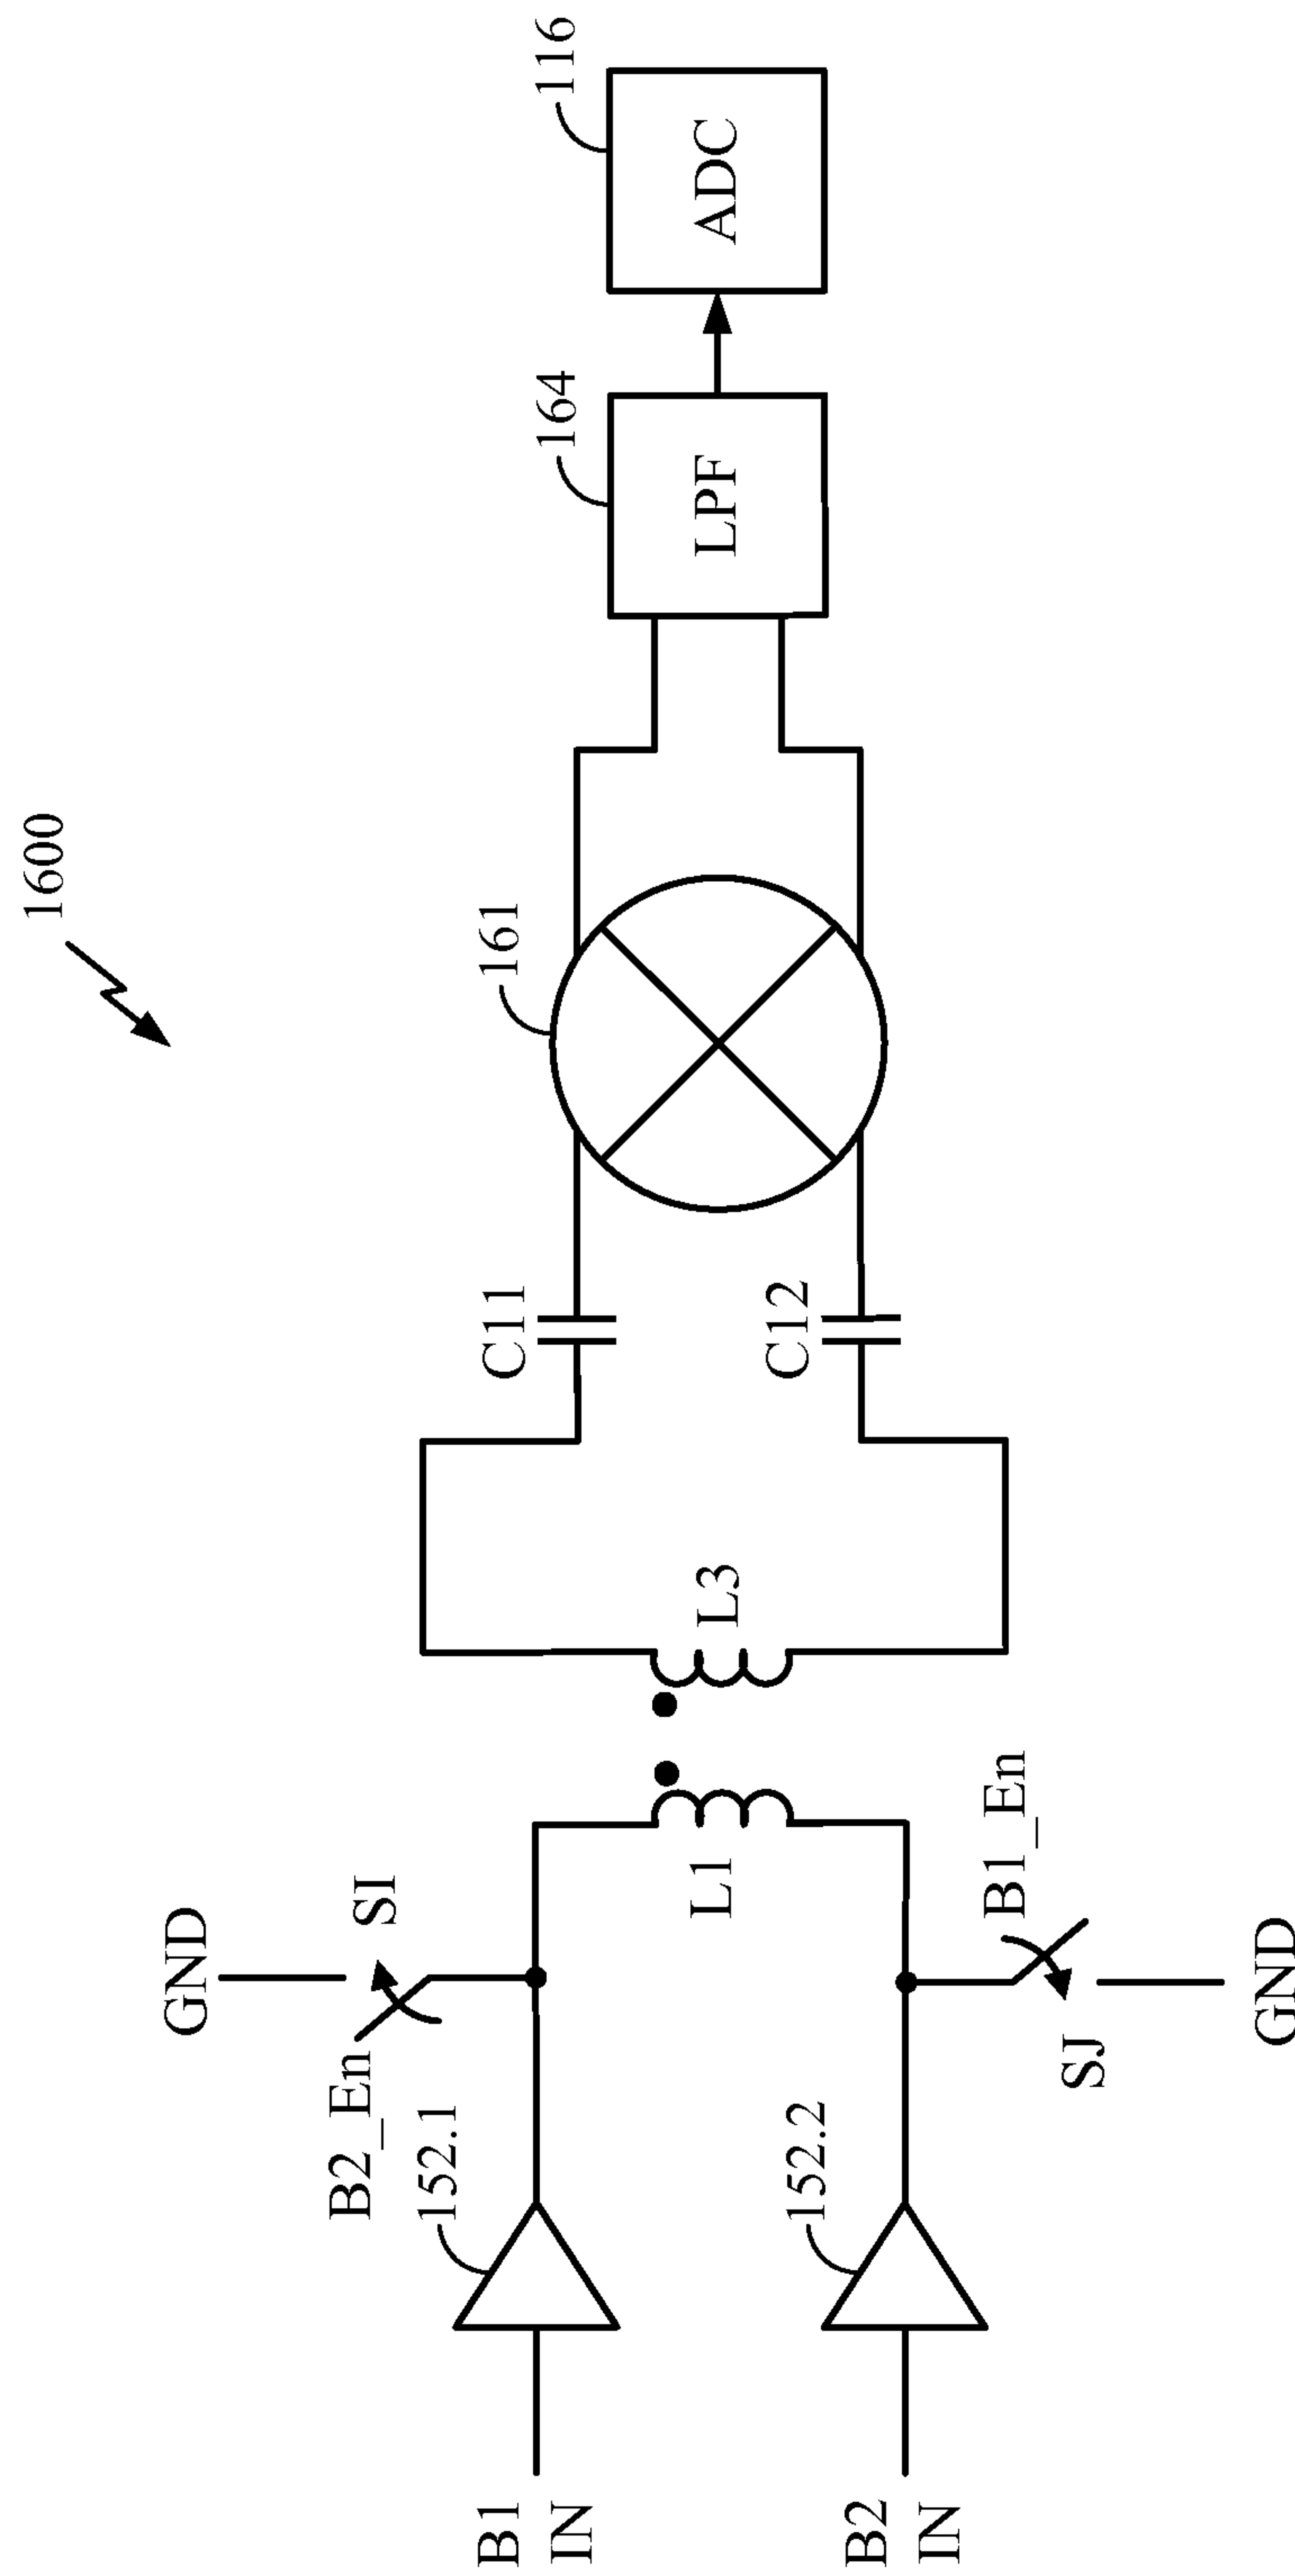 1600
GND
SI
B2_En
152.1
B1
IN
L1
L3
C11
161
164
LPF
116
ADC
152.2
B2
IN
C12
B1_En
SJ
GND